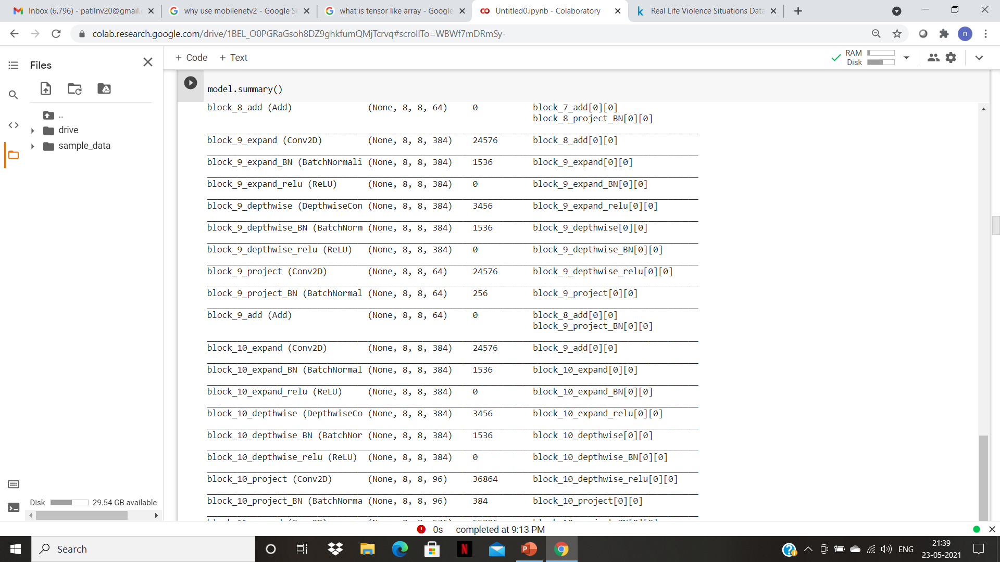 Inbox (6,796) - patilnv20@gmail.c
why use mobilenetv2 - Google Se
what is tensor like array - Google
Untitled0.ipynb - Colaboratory
Real Life Violence Situations Data
colab.research.google.com/drive/1BEL_O0PGRaGsoh8DZ9ghkfumQMjTcrvq#scrollTo=WBWf7mDRmSy-
n
Files
+ Code + Text
RAM
Disk
..
drive
sample_data
model.summary()
block_8_add (Add) (None, 8, 8, 64) 0 block_7_add[0][0]
block_8_project_BN[0][0]
block_9_expand (Conv2D) (None, 8, 8, 384) 24576 block_8_add[0][0]
block_9_expand_BN (BatchNormali (None, 8, 8, 384) 1536 block_9_expand[0][0]
block_9_expand_relu (ReLU) (None, 8, 8, 384) 0 block_9_expand_BN[0][0]
block_9_depthwise (DepthwiseCon (None, 8, 8, 384) 3456 block_9_expand_relu[0][0]
block_9_depthwise_BN (BatchNorm (None, 8, 8, 384) 1536 block_9_depthwise[0][0]
block_9_depthwise_relu (ReLU) (None, 8, 8, 384) 0 block_9_depthwise_BN[0][0]
block_9_project (Conv2D) (None, 8, 8, 64) 24576 block_9_depthwise_relu[0][0]
block_9_project_BN (BatchNormal (None, 8, 8, 64) 256 block_9_project[0][0]
block_9_add (Add) (None, 8, 8, 64) 0 block_8_add[0][0]
block_9_project_BN[0][0]
block_10_expand (Conv2D) (None, 8, 8, 384) 24576 block_9_add[0][0]
block_10_expand_BN (BatchNormal (None, 8, 8, 384) 1536 block_10_expand[0][0]
block_10_expand_relu (ReLU) (None, 8, 8, 384) 0 block_10_expand_BN[0][0]
block_10_depthwise (DepthwiseCo (None, 8, 8, 384) 3456 block_10_expand_relu[0][0]
block_10_depthwise_BN (BatchNor (None, 8, 8, 384) 1536 block_10_depthwise[0][0]
block_10_depthwise_relu (ReLU) (None, 8, 8, 384) 0 block_10_depthwise_BN[0][0]
block_10_project (Conv2D) (None, 8, 8, 96) 36864 block_10_depthwise_relu[0][0]
block_10_project_BN (BatchNorma (None, 8, 8, 96) 384 block_10_project[0][0]
Disk 29.54 GB available
0s completed at 9:13 PM
Search
ENG
21:39
23-05-2021